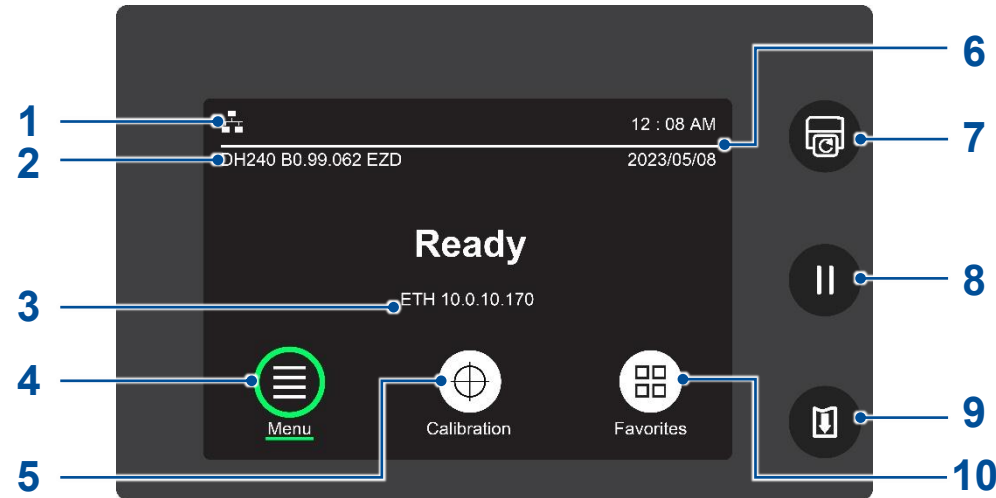 1
12 : 08 AM
6
2
DH240 B0.99.062 EZD
2023/05/08
7
Ready
8
3
ETH 10.0.10.170
4
Menu
Calibration
Favorites
9
5
10